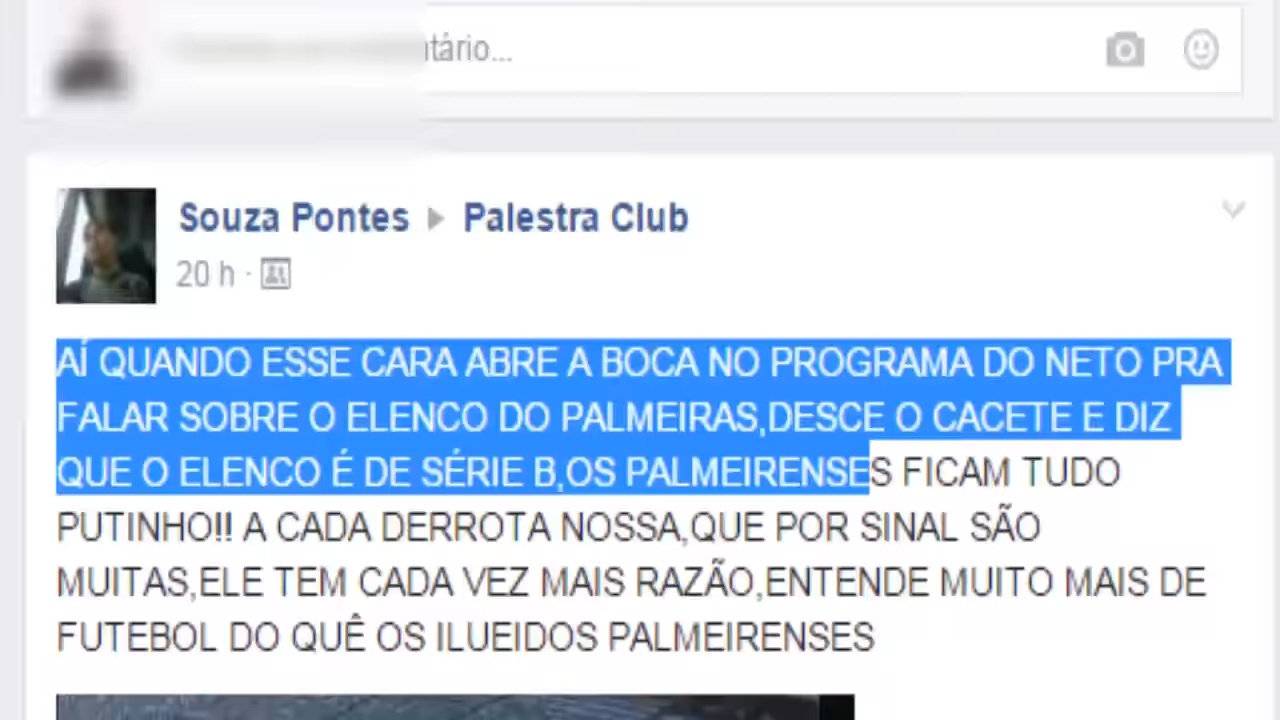 tário...
Souza Pontes ▶ Palestra Club
20 h ·
AÍ QUANDO ESSE CARA ABRE A BOCA NO PROGRAMA DO NETO PRA
FALAR SOBRE O ELENCO DO PALMEIRAS,DESCE O CACETE E DIZ
QUE O ELENCO É DE SÉRIE B,OS PALMEIRENSES FICAM TUDO
PUTINHO!! A CADA DERROTA NOSSA,QUE POR SINAL SÃO
MUITAS,ELE TEM CADA VEZ MAIS RAZÃO,ENTENDE MUITO MAIS DE
FUTEBOL DO QUÊ OS ILUEIDOS PALMEIRENSES